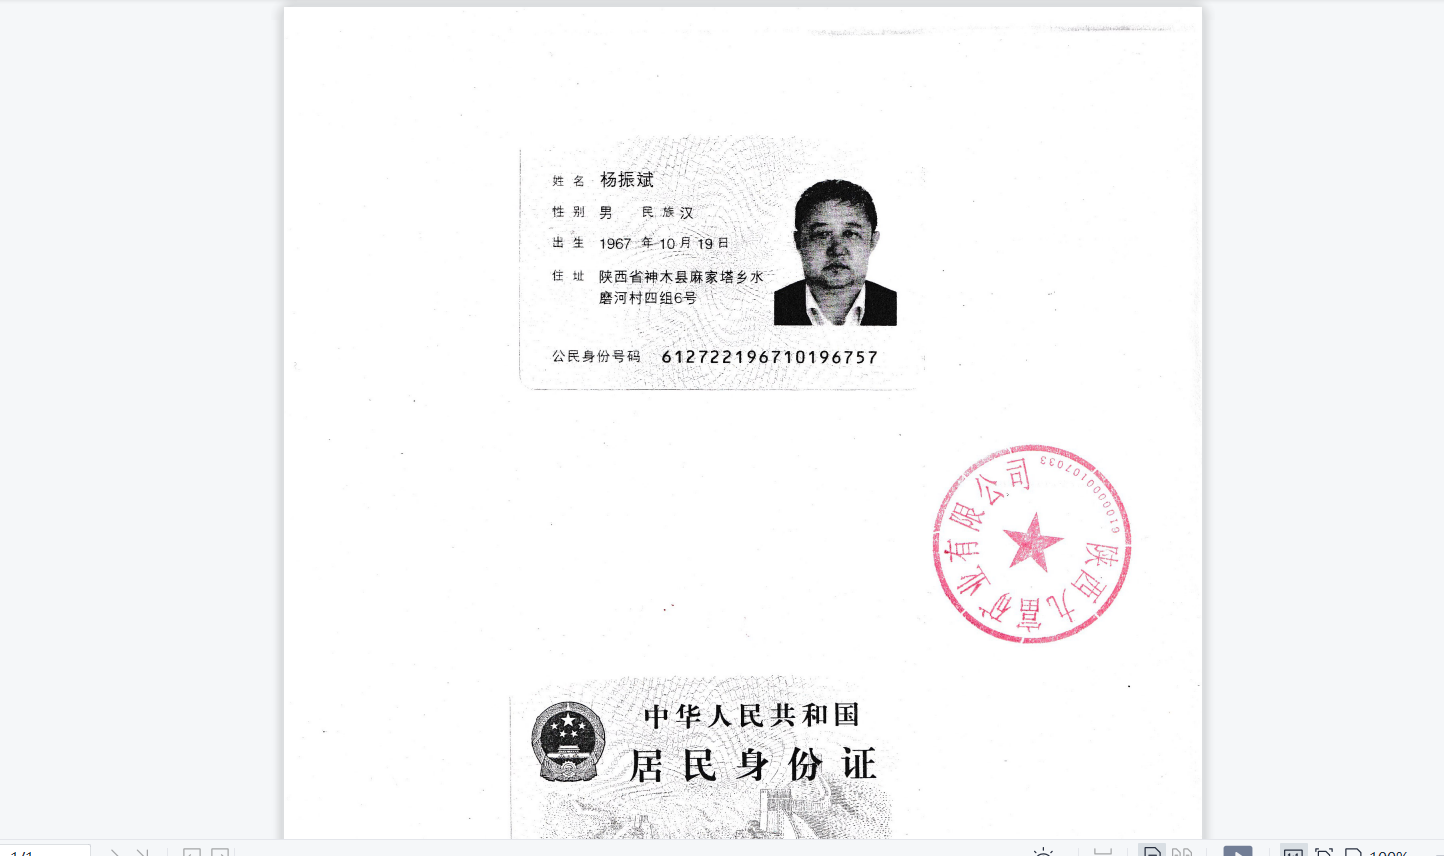 姓名 杨振斌
性别 男 民族 汉
出生 1967 年 10 月 19 日
住址 陕西省神木县麻家塔乡水
磨河村四组6号
公民身份号码 612722196710196757
陕西九富矿业有限公司
6100000107033
中华人民共和国
居民身份证
100%